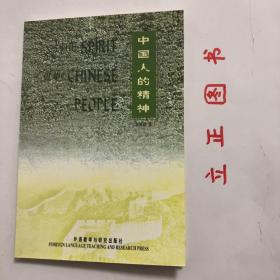 THE SPIRIT
OF THE CHINESE
PEOPLE
中国人的精神
外语教学与研究出版社
FOREIGN LANGUAGE TEACHING AND RESEARCH PRESS
立正图书